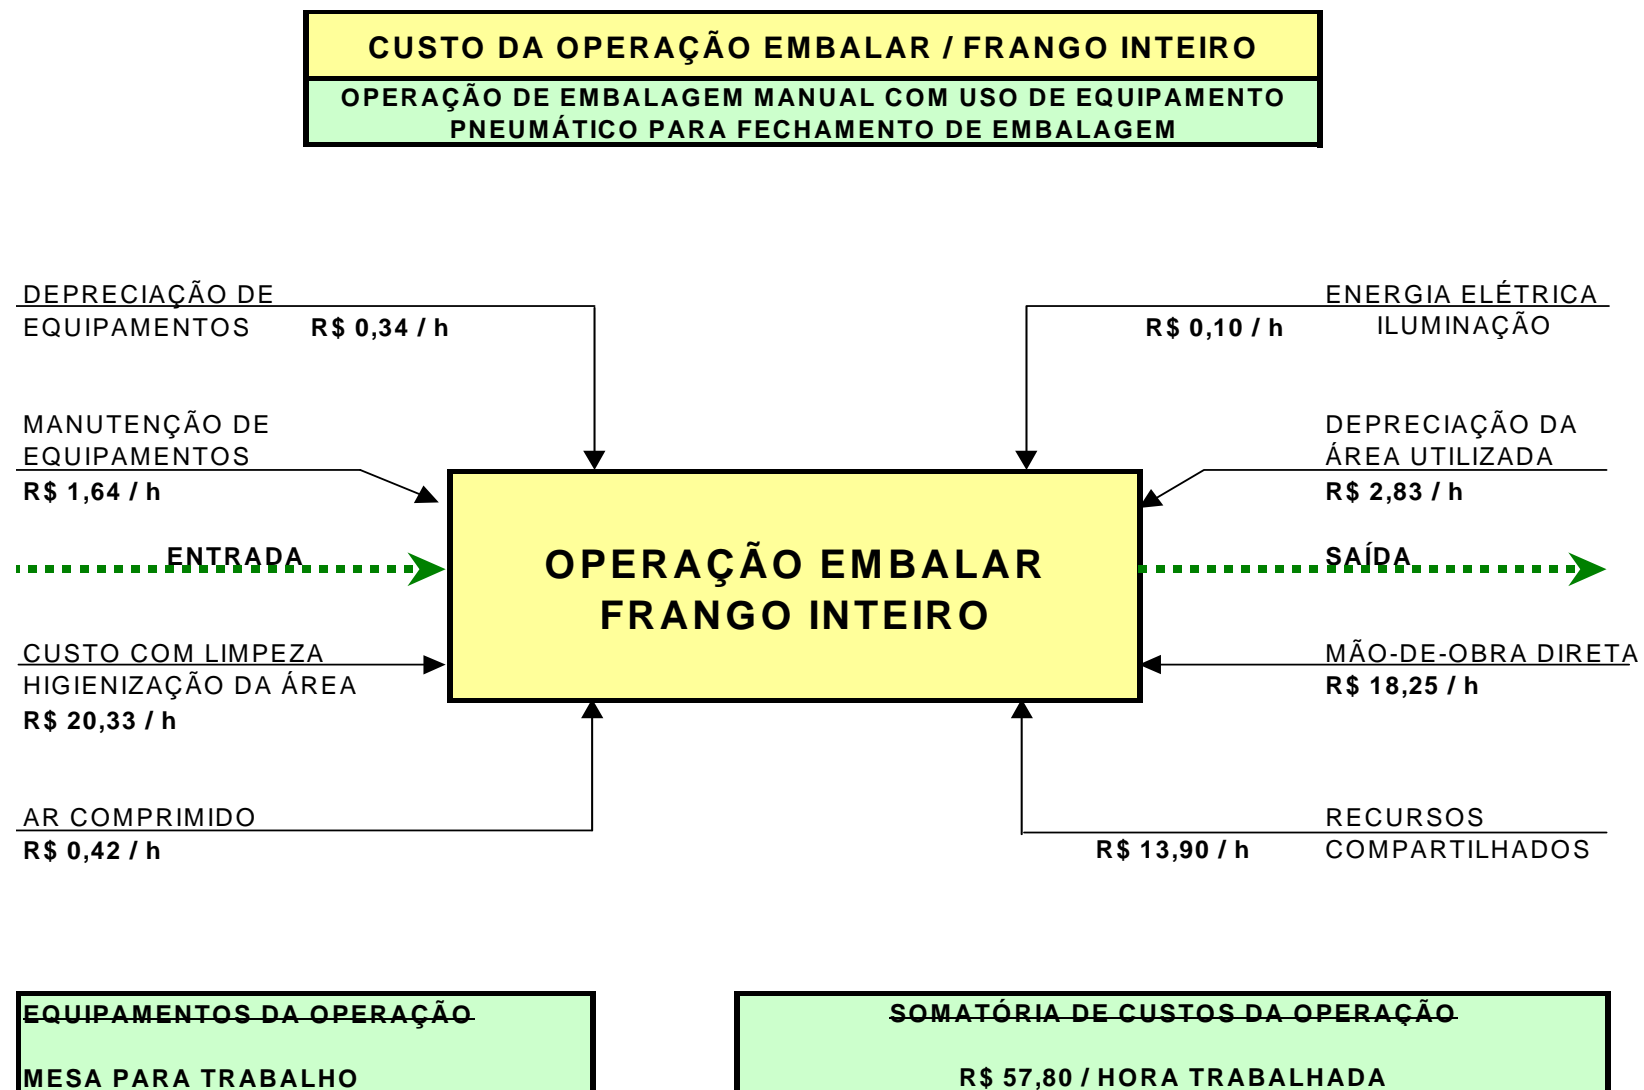 CUSTO DA OPERAÇÃO EMBALAR / FRANGO INTEIRO
OPERAÇÃO DE EMBALAGEM MANUAL COM USO DE EQUIPAMENTO
PNEUMÁTICO PARA FECHAMENTO DE EMBALAGEM
DEPRECIAÇÃO DE
EQUIPAMENTOS R$ 0,34 / h
ENERGIA ELÉTRICA
R$ 0,10 / h ILUMINAÇÃO
MANUTENÇÃO DE
EQUIPAMENTOS
R$ 1,64 / h
DEPRECIAÇÃO DA
ÁREA UTILIZADA
R$ 2,83 / h
ENTRADA
OPERAÇÃO EMBALAR
FRANGO INTEIRO
SAÍDA
CUSTO COM LIMPEZA
HIGIENIZAÇÃO DA ÁREA
R$ 20,33 / h
MÃO-DE-OBRA DIRETA
R$ 18,25 / h
AR COMPRIMIDO
R$ 0,42 / h
RECURSOS
R$ 13,90 / h COMPARTILHADOS
EQUIPAMENTOS DA OPERAÇÃO
MESA PARA TRABALHO
SOMATÓRIA DE CUSTOS DA OPERAÇÃO
R$ 57,80 / HORA TRABALHADA